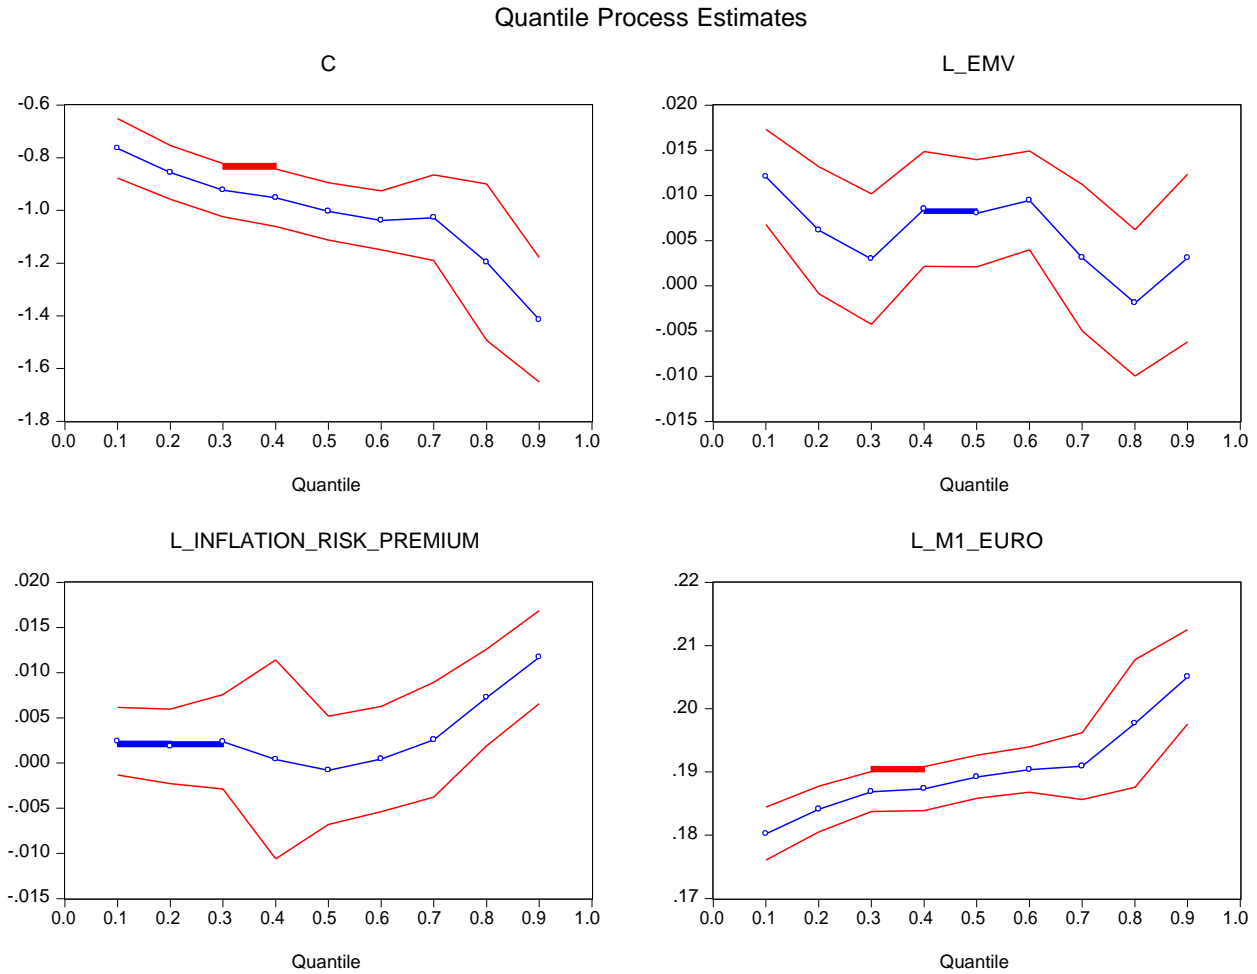 Quantile Process Estimates
C
-0.6
-0.8
-1.0
-1.2
-1.4
-1.6
-1.8
0.0 0.1 0.2 0.3 0.4 0.5 0.6 0.7 0.8 0.9 1.0
Quantile
L_EMV
.020
.015
.010
.005
.000
-.005
-.010
-.015
0.0 0.1 0.2 0.3 0.4 0.5 0.6 0.7 0.8 0.9 1.0
Quantile
L_INFLATION_RISK_PREMIUM
.020
.015
.010
.005
.000
-.005
-.010
-.015
0.0 0.1 0.2 0.3 0.4 0.5 0.6 0.7 0.8 0.9 1.0
Quantile
L_M1_EURO
.22
.21
.20
.19
.18
.17
0.0 0.1 0.2 0.3 0.4 0.5 0.6 0.7 0.8 0.9 1.0
Quantile